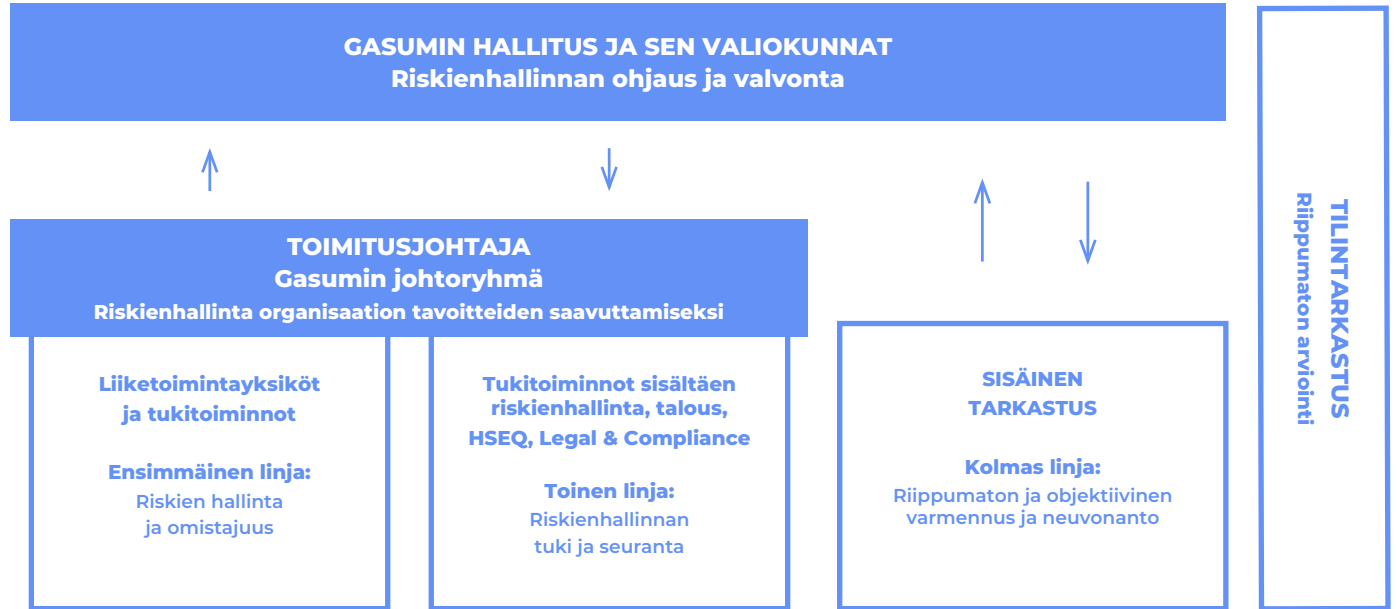 GASUMIN HALLITUS JA SEN VALIOKUNNAT
Riskienhallinnan ohjaus ja valvonta
TOIMITUSJOHTAJA
Gasumin johtoryhmä
Riskienhallinta organisaation tavoitteiden saavuttamiseksi
Liiketoimintayksiköt
ja tukitoiminnot
Ensimmäinen linja:
Riskien hallinta
ja omistajuus
Tukitoiminnot sisältäen
riskienhallinta, talous,
HSEQ, Legal & Compliance
Toinen linja:
Riskienhallinnan
tuki ja seuranta
SISÄINEN
TARKASTUS
Kolmas linja:
Riippumaton ja objektiivinen
varmennus ja neuvonanto
TILINTARKASTUS
Riippumaton arviointi